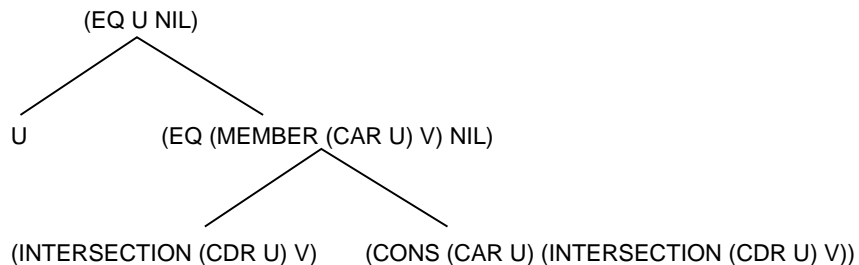 (EQ U NIL)
U (EQ (MEMBER (CAR U) V) NIL)
(INTERSECTION (CDR U) V) (CONS (CAR U) (INTERSECTION (CDR U) V))